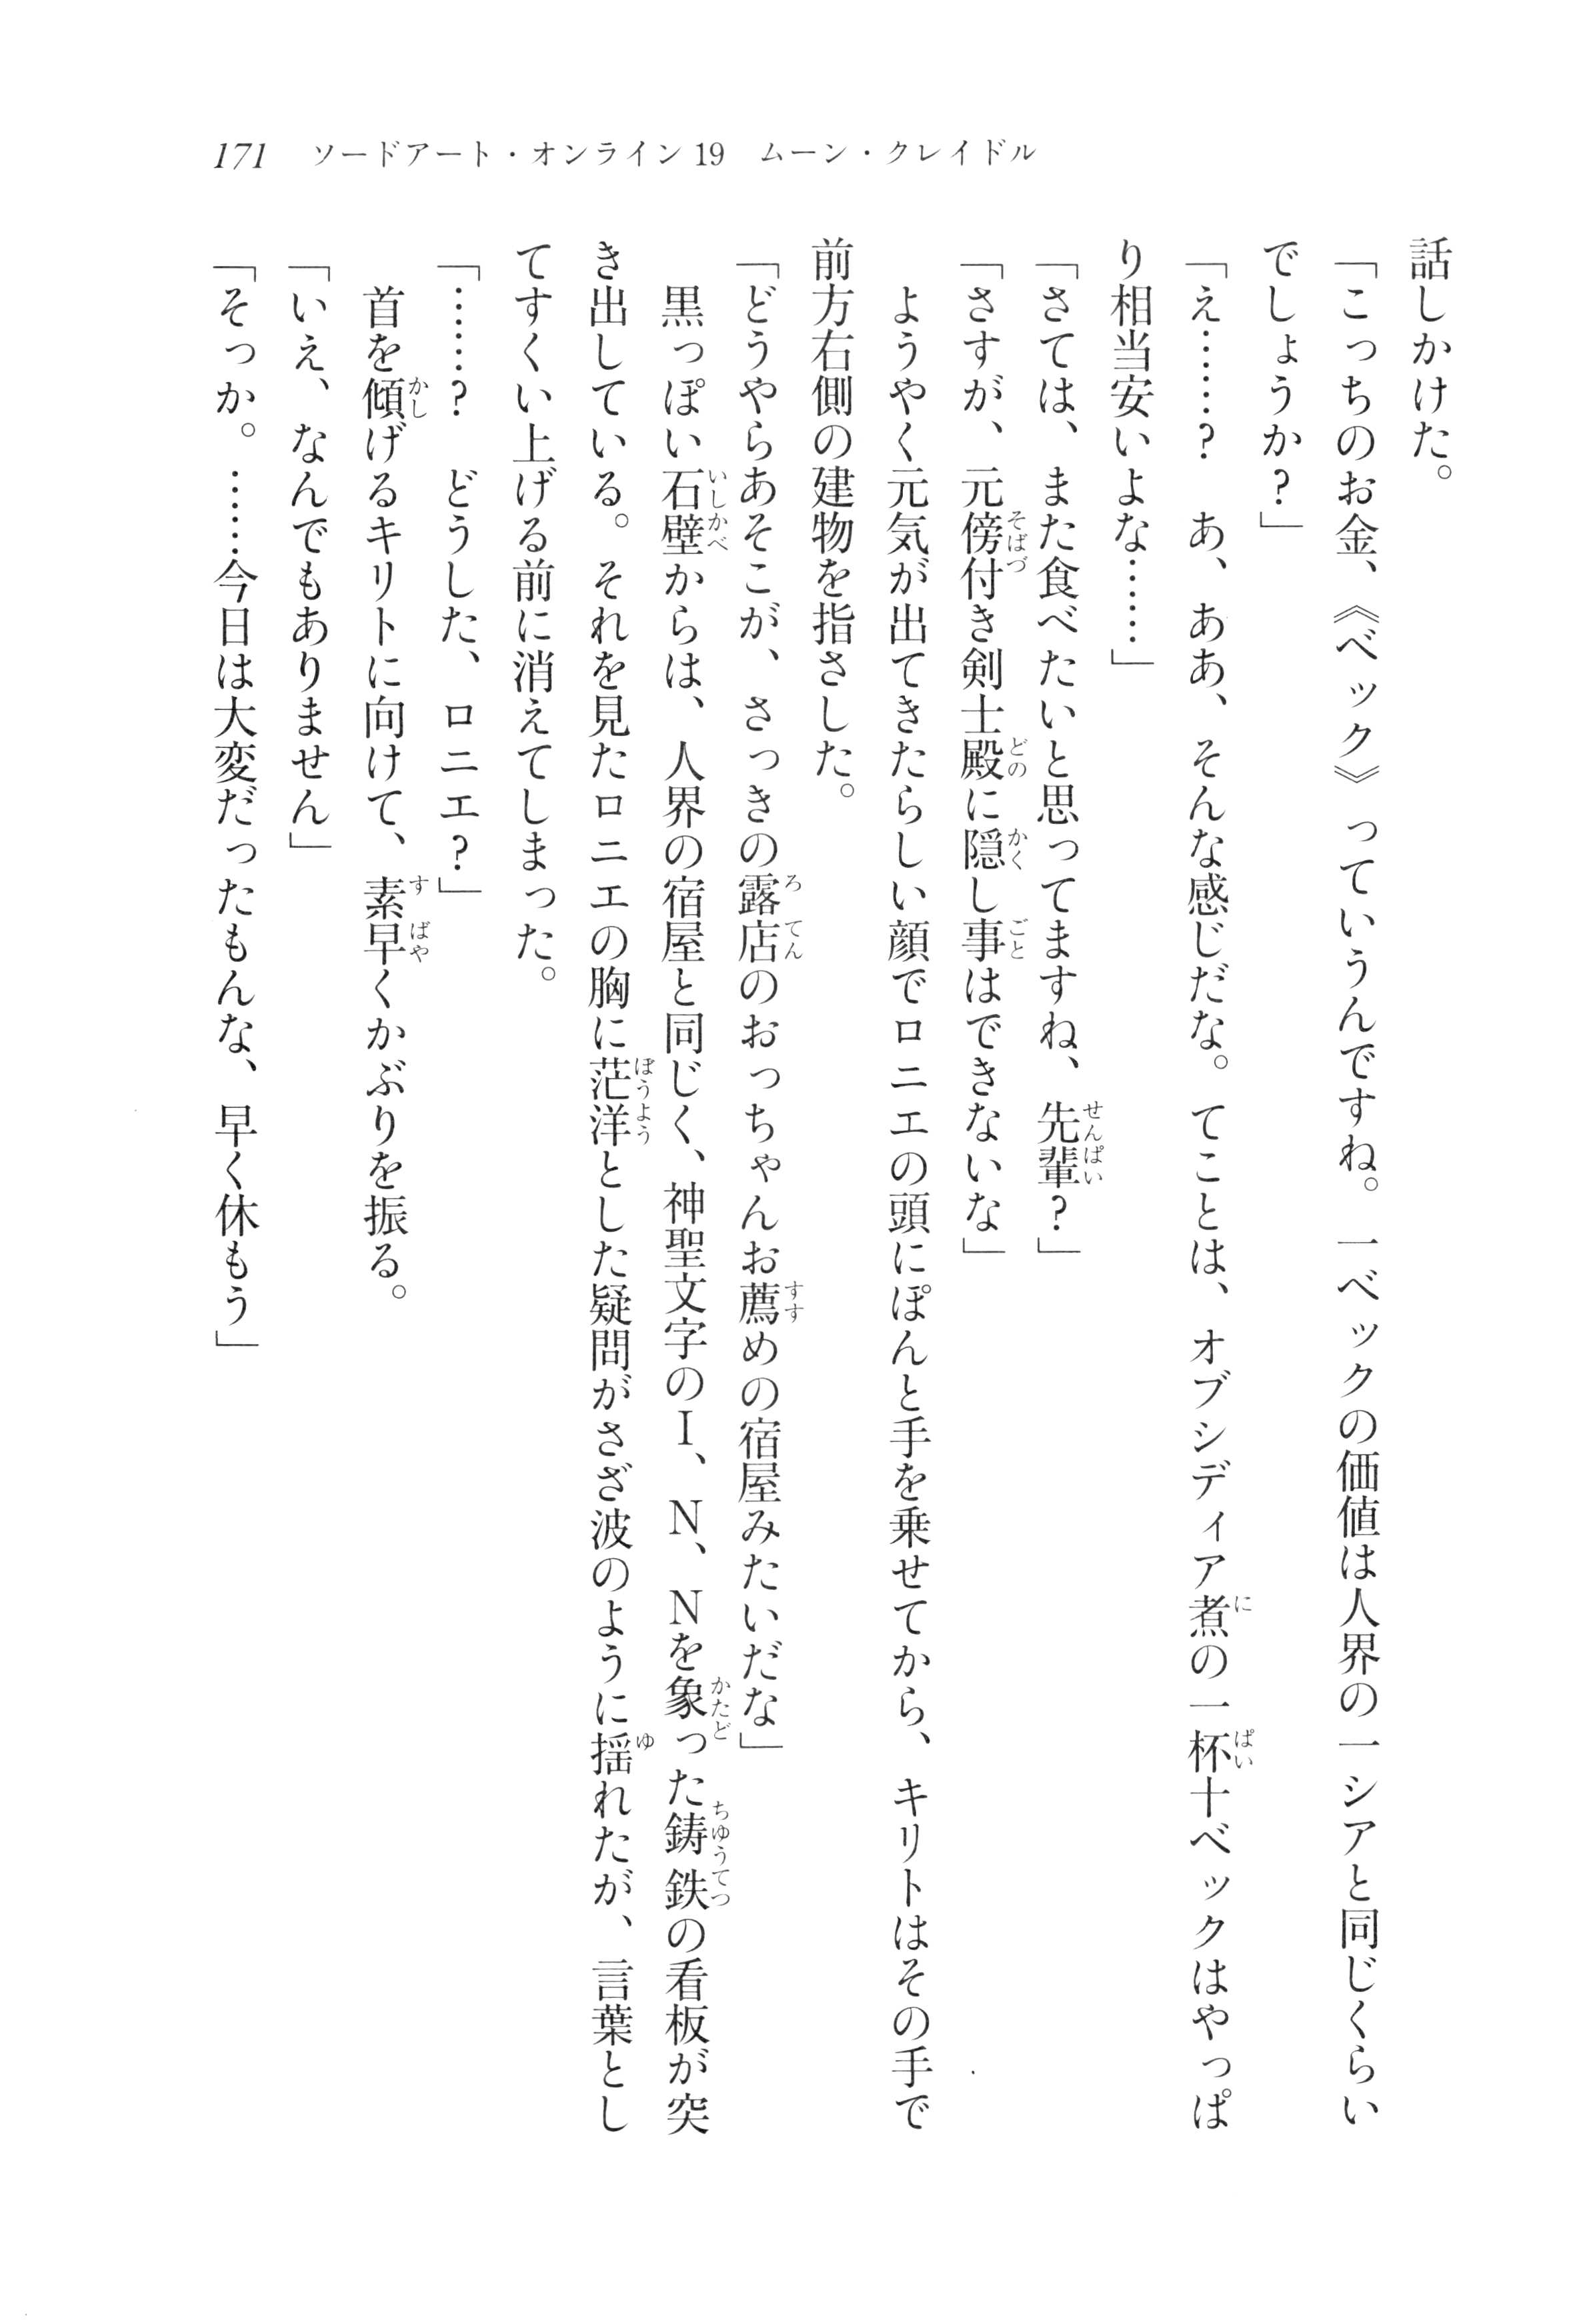 171　ソードアート・オンライン19　ムーン・クレイドル
話しかけた。
「こっちのお金、《ベック》っていうんですね。一ベックの価値は人界の一シアと同じくらい
でしょうか？」
「え……？　あ、ああ、そんな感じだな。てことは、オブシディア煮の一杯十ベックはやっぱ
り相当安いよな……」
「さては、また食べたいと思ってますね、先輩？」
「さすが、元傍付き剣士殿に隠し事はできないな」
　ようやく元気が出てきたらしい顔でロニエの頭にぽんと手を乗せてから、キリトはその手で
前方右側の建物を指さした。
「どうやらあそこが、さっきの露店のおっちゃんお薦めの宿屋みたいだな」
　黒っぽい石壁からは、人界の宿屋と同じく、神聖文字のI、N、Nを象った鋳鉄の看板が突
き出している。それを見たロニエの胸に茫洋とした疑問がさざ波のように揺れたが、言葉とし
てすくい上げる前に消えてしまった。
「……？　どうした、ロニエ？」
　首を傾げるキリトに向けて、素早くかぶりを振る。
「いえ、なんでもありません」
「そっか。……今日は大変だったもんな、早く休もう」